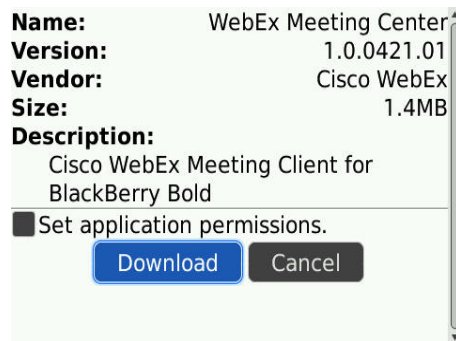 Name: WebEx Meeting Center
Version: 1.0.0421.01
Vendor: Cisco WebEx
Size: 1.4MB
Description:
Cisco WebEx Meeting Client for
BlackBerry Bold
Set application permissions.
Download Cancel